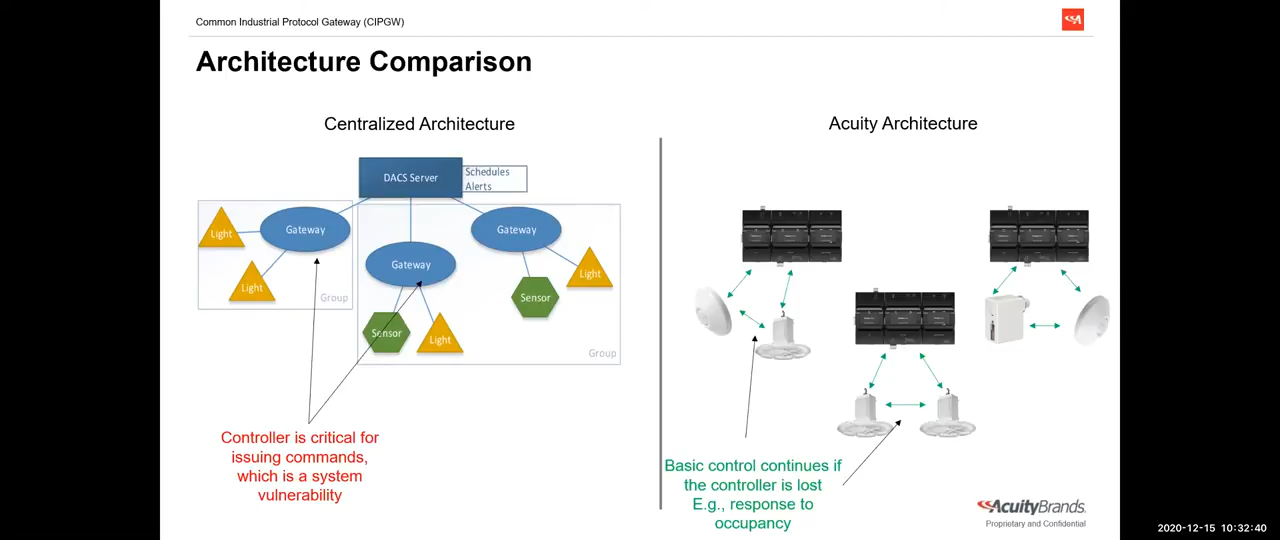 Common Industrial Protocol Gateway (CIPGW)
Architecture Comparison
Centralized Architecture
DACS Server
Schedules
Alerts
Gateway
Gateway
Gateway
Light
Light
Group
Sensor
Light
Sensor
Light
Group
Controller is critical for
issuing commands,
which is a system
vulnerability
Acuity Architecture
Basic control continues if
the controller is lost
E.g., response to
occupancy
AcuityBrands.
Proprietary and Confidential
2020-12-15 10:32:40